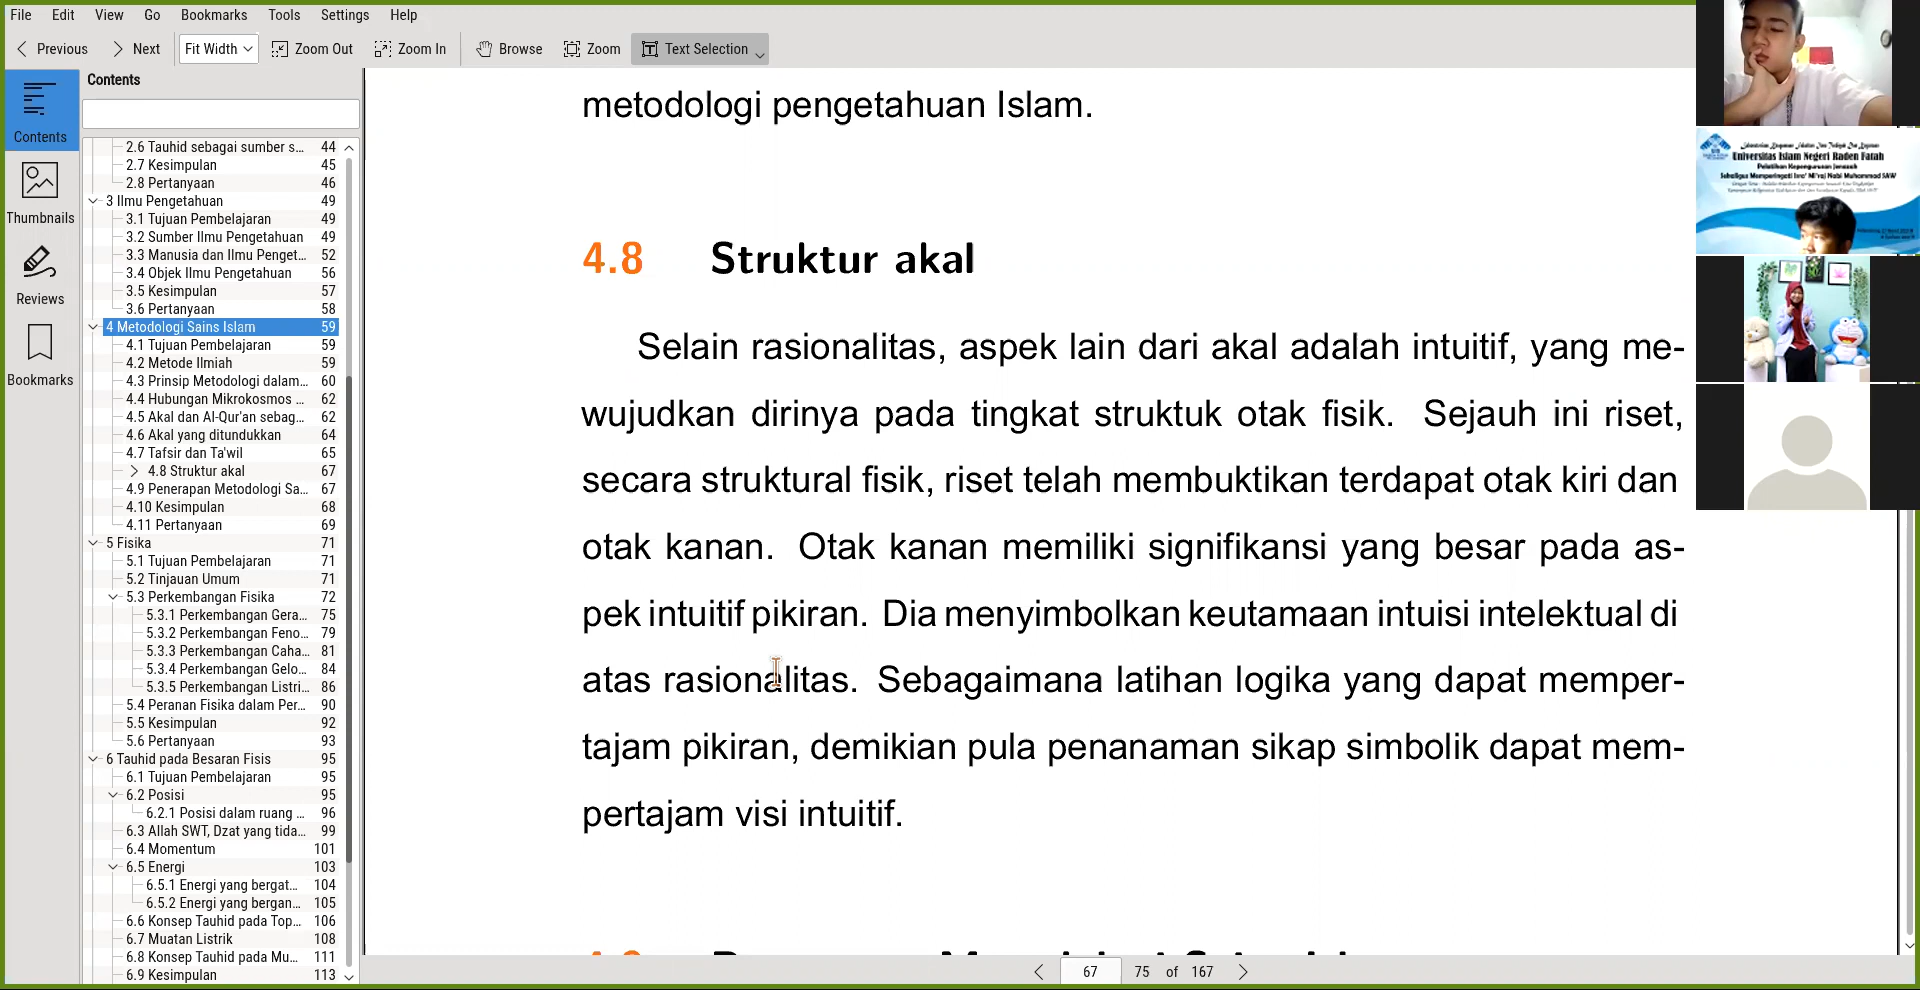 File Edit View Go Bookmarks Tools Settings Help
Previous Next Fit Width Zoom Out Zoom In Browse Zoom Text Selection
Contents
Contents
Thumbnails
Reviews
Bookmarks
2.6 Tauhid sebagai sumber s... 44
2.7 Kesimpulan 45
2.8 Pertanyaan 46
3 Ilmu Pengetahuan 49
3.1 Tujuan Pembelajaran 49
3.2 Sumber Ilmu Pengetahuan 49
3.3 Manusia dan Ilmu Penget... 52
3.4 Objek Ilmu Pengetahuan 56
3.5 Kesimpulan 57
3.6 Pertanyaan 58
4 Metodologi Sains Islam 59
4.1 Tujuan Pembelajaran 59
4.2 Metode Ilmiah 59
4.3 Prinsip Metodologi dalam... 60
4.4 Hubungan Mikrokosmos ... 62
4.5 Akal dan Al-Qur'an sebag... 62
4.6 Akal yang ditundukkan 64
4.7 Tafsir dan Ta'wil 65
4.8 Struktur akal 67
4.9 Penerapan Metodologi Sa... 67
4.10 Kesimpulan 68
4.11 Pertanyaan 69
5 Fisika 71
5.1 Tujuan Pembelajaran 71
5.2 Tinjauan Umum 71
5.3 Perkembangan Fisika 72
5.3.1 Perkembangan Gera... 75
5.3.2 Perkembangan Feno... 79
5.3.3 Perkembangan Caha... 81
5.3.4 Perkembangan Gelo... 84
5.3.5 Perkembangan Listri... 86
5.4 Peranan Fisika dalam Per... 90
5.5 Kesimpulan 92
5.6 Pertanyaan 93
6 Tauhid pada Besaran Fisis 95
6.1 Tujuan Pembelajaran 95
6.2 Posisi 95
6.2.1 Posisi dalam ruang ... 96
6.3 Allah SWT, Dzat yang tida... 99
6.4 Momentum 101
6.5 Energi 103
6.5.1 Energi yang bergat... 104
6.5.2 Energi yang bergan... 105
6.6 Konsep Tauhid pada Top... 106
6.7 Muatan Listrik 108
6.8 Konsep Tauhid pada Mu... 111
6.9 Kesimpulan 113
metodologi pengetahuan Islam.
4.8 Struktur akal
Selain rasionalitas, aspek lain dari akal adalah intuitif, yang me-
wujudkan dirinya pada tingkat struktuk otak fisik. Sejauh ini riset,
secara struktural fisik, riset telah membuktikan terdapat otak kiri dan
otak kanan. Otak kanan memiliki signifikansi yang besar pada as-
pek intuitif pikiran. Dia menyimbolkan keutamaan intuisi intelektual di
atas rasionalitas. Sebagaimana latihan logika yang dapat memper-
tajam pikiran, demikian pula penanaman sikap simbolik dapat mem-
pertajam visi intuitif.
67 75 of 167
Universitas Islam Negeri Raden Fatah
Pelatihan Kepengurusan Jenazah
Sekaligus Memperingati Isra' Mi'raj Nabi Muhammad SAW